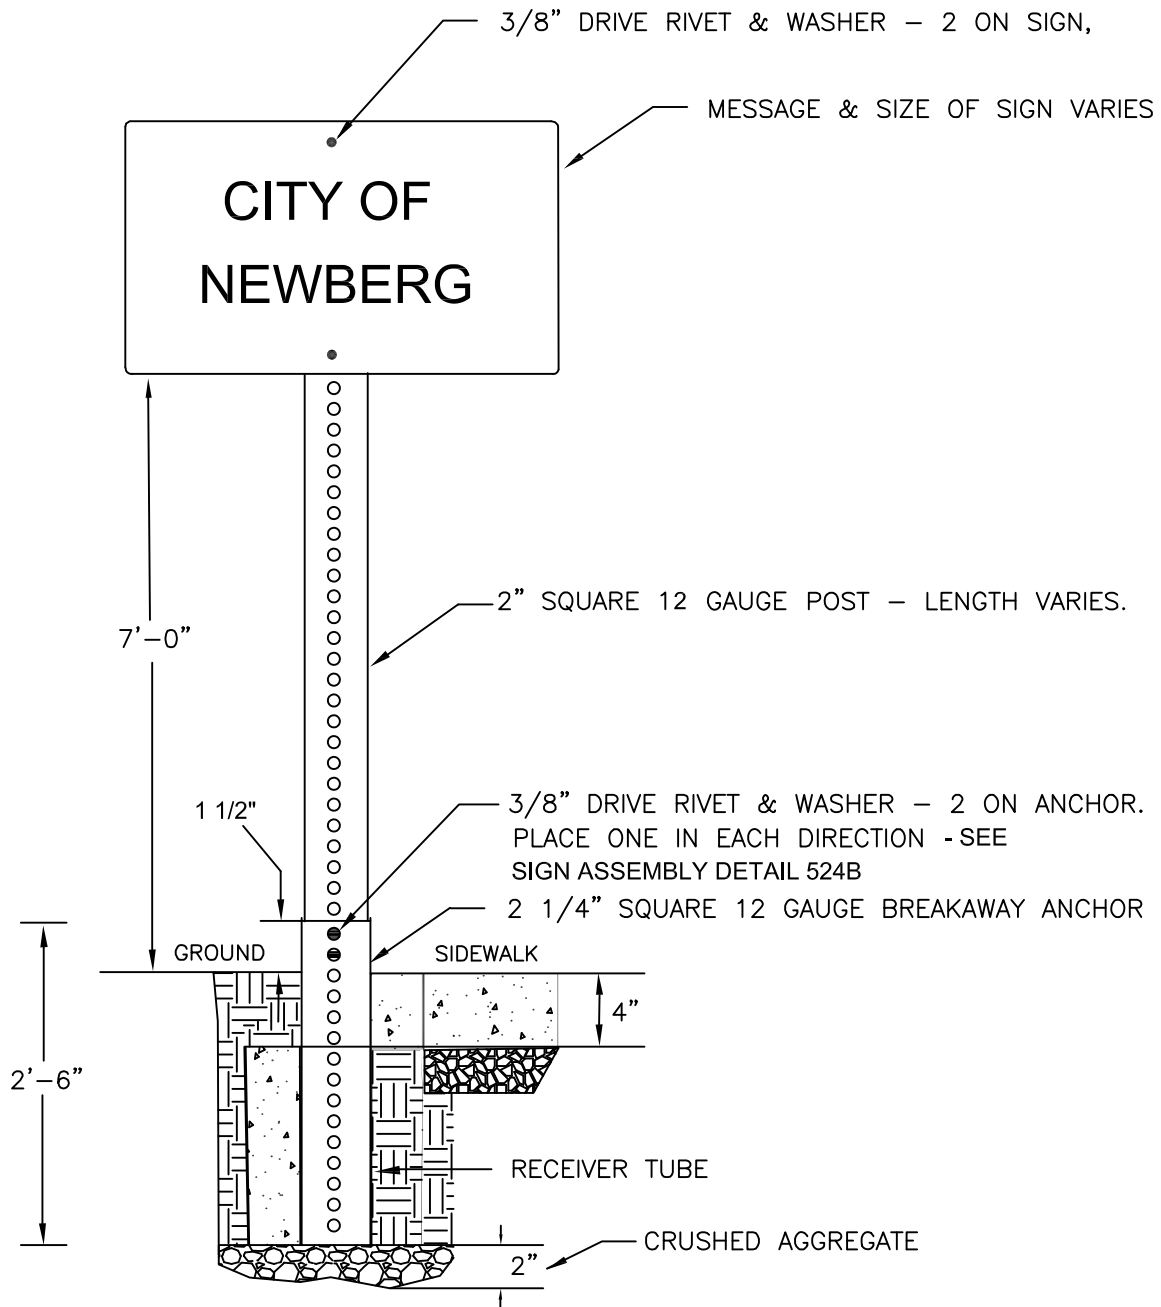 3/8” DRIVE RIVET & WASHER – 2 ON SIGN,
MESSAGE & SIZE OF SIGN VARIES
CITY OF
NEWBERG
2” SQUARE 12 GAUGE POST – LENGTH VARIES.
7’–0”
1 1/2"
3/8” DRIVE RIVET & WASHER – 2 ON ANCHOR.
PLACE ONE IN EACH DIRECTION - SEE
SIGN ASSEMBLY DETAIL 524B
2 1/4” SQUARE 12 GAUGE BREAKAWAY ANCHOR
GROUND
SIDEWALK
4”
2’–6”
RECEIVER TUBE
CRUSHED AGGREGATE
2”